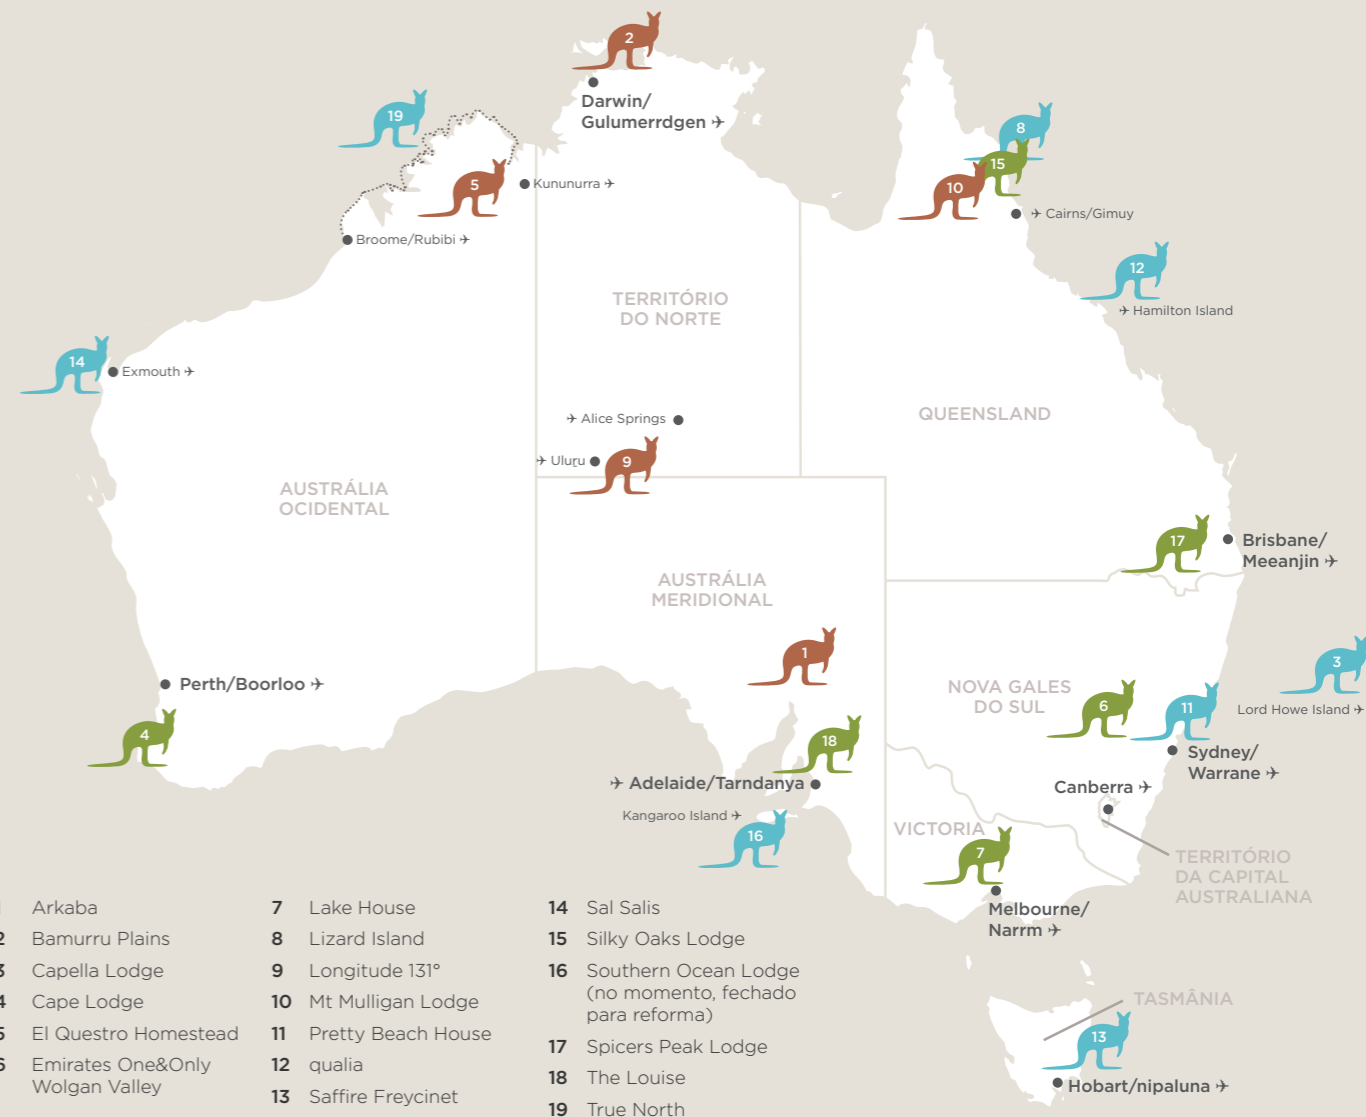 2
Darwin/
Gulumerrdgen
19
8
15
5
Kununurra
10
Cairns/Gimuy
Broome/Rubibi
12
TERRITÓRIO
DO NORTE
Hamilton Island
14
Exmouth
QUEENSLAND
Alice Springs
Uluṟu
9
AUSTRÁLIA
OCIDENTAL
17
Brisbane/
Meeanjin
AUSTRÁLIA
MERIDIONAL
1
3
Perth/Boorloo
NOVA GALES
DO SUL
6
11
Lord Howe Island
4
18
Sydney/
Warrane
Adelaide/Tarndanya
Canberra
Kangaroo Island
16
VICTORIA
7
TERRITÓRIO
DA CAPITAL
AUSTRALIANA
Melbourne/
Narrm
TASMÂNIA
13
Hobart/nipaluna
Arkaba
2 Bamurru Plains
3 Capella Lodge
4 Cape Lodge
5 El Questro Homestead
6 Emirates One&Only
Wolgan Valley
7 Lake House
8 Lizard Island
9 Longitude 131°
10 Mt Mulligan Lodge
11 Pretty Beach House
12 qualia
13 Saffire Freycinet
14 Sal Salis
15 Silky Oaks Lodge
16 Southern Ocean Lodge
(no momento, fechado
para reforma)
17 Spicers Peak Lodge
18 The Louise
19 True North